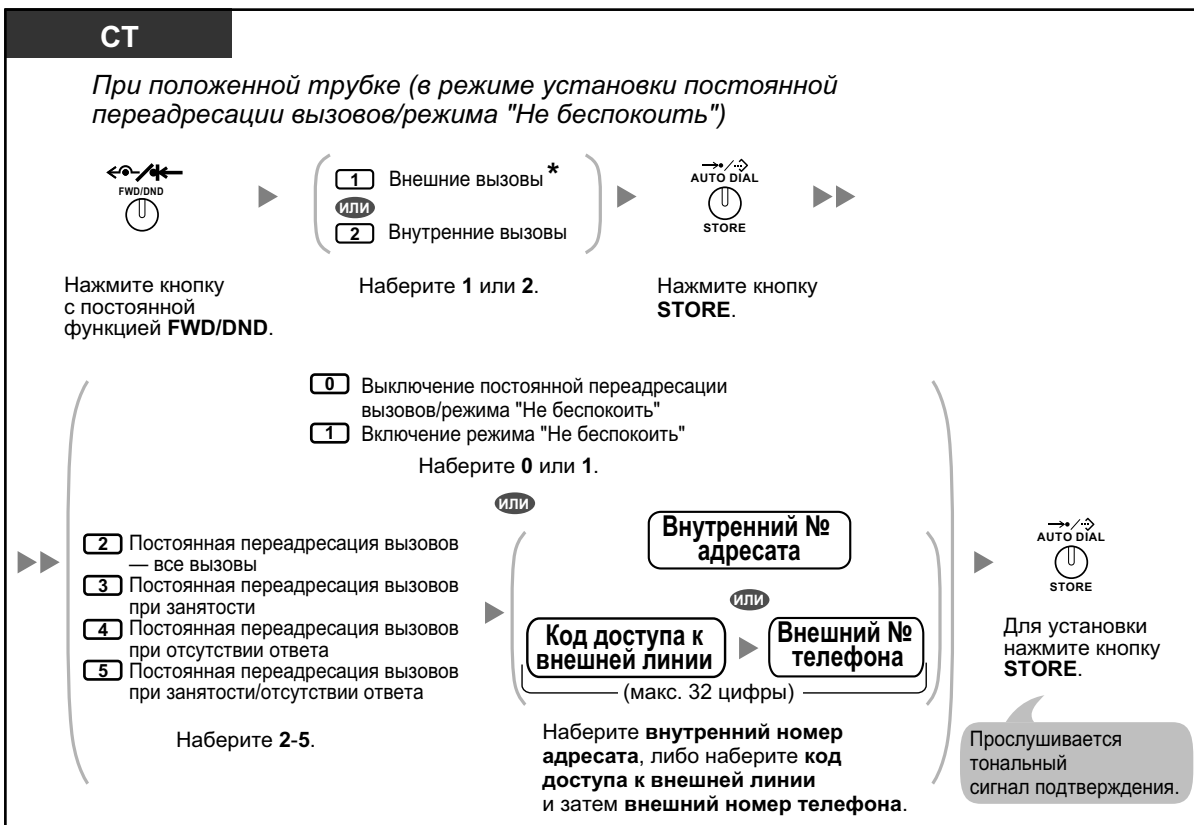 СТ
При положенной трубке (в режиме установки постоянной
переадресации вызовов/режима "Не беспокоить")
FWD/DND
1 Внешние вызовы*
или
2 Внутренние вызовы
AUTO DIAL
STORE
Нажмите кнопку
с постоянной
функцией FWD/DND.
Наберите 1 или 2.
Нажмите кнопку
STORE.
0 Выключение постоянной переадресации
вызовов/режима "Не беспокоить"
1 Включение режима "Не беспокоить"
Наберите 0 или 1.
или
2 Постоянная переадресация вызовов
— все вызовы
3 Постоянная переадресация вызовов
при занятости
4 Постоянная переадресация вызовов
при отсутствии ответа
5 Постоянная переадресация вызовов
при занятости/отсутствии ответа
Наберите 2-5.
Внутренний №
адресата
или
Код доступа к
внешней линии
Внешний №
телефона
(макс. 32 цифры)
Наберите внутренний номер
адресата, либо наберите код
доступа к внешней линии
и затем внешний номер телефона.
AUTO DIAL
STORE
Для установки
нажмите кнопку
STORE.
Прослушивается
тональный
сигнал подтверждения.